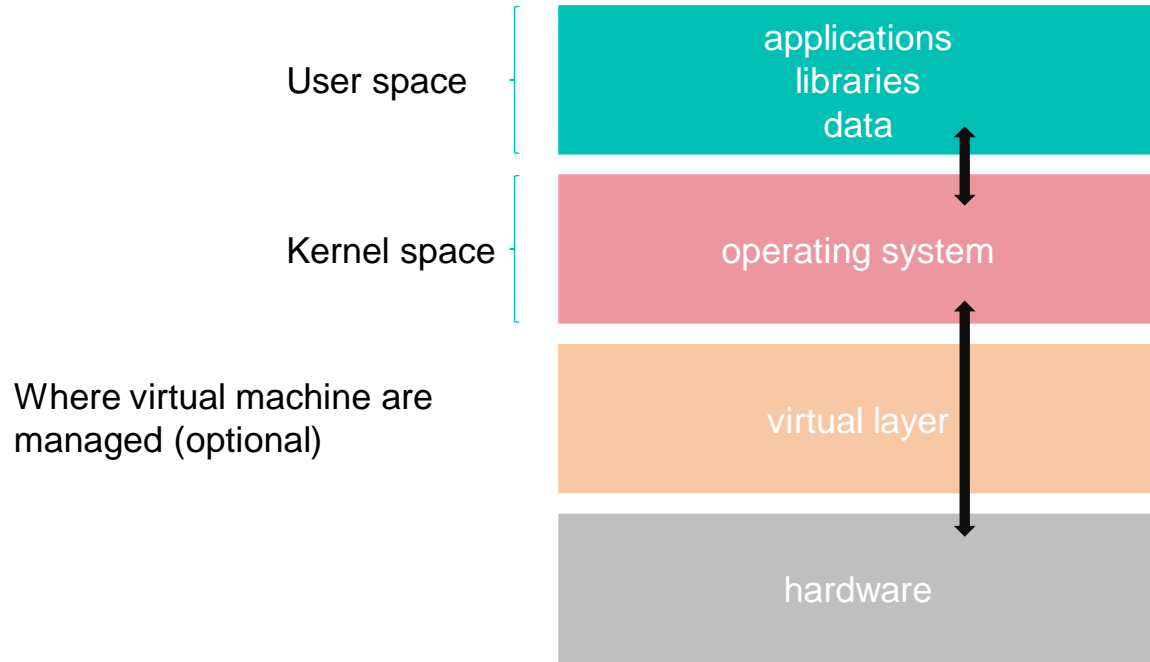 User space
applications
libraries
data
Kernel space
operating system
Where virtual machine are
managed (optional)
virtual layer
hardware